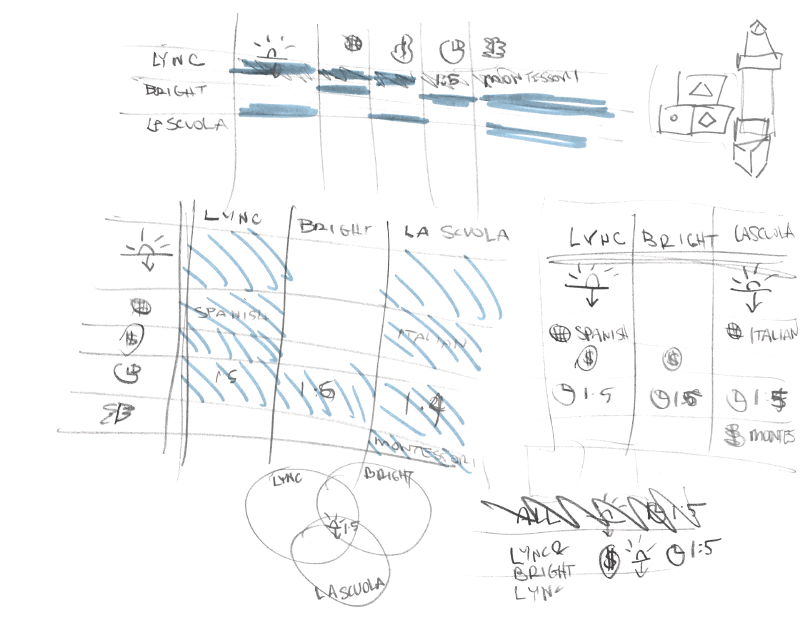 LYNC
BRIGHT
LA SCUOLA
$
1:5 MONTESSORI
LYNC BRIGHT LA SCUOLA
SPANISH ITALIAN
$
1:5 1:5 1:4
MONTESSORI
LYNC BRIGHT LA SCUOLA
SPANISH ITALIAN
$ $
1:5 1:5 1:5
MONTES
LYNC BRIGHT
1:5
LA SCUOLA
ALL 1:5
LYNC & $ 1:5
BRIGHT
LYNC